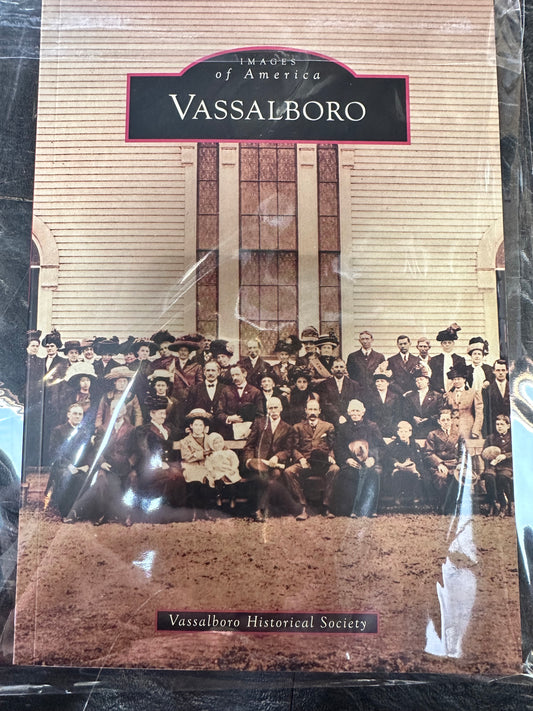 IMAGES
of America
VASSALBORO
Vassalboro Historical Society